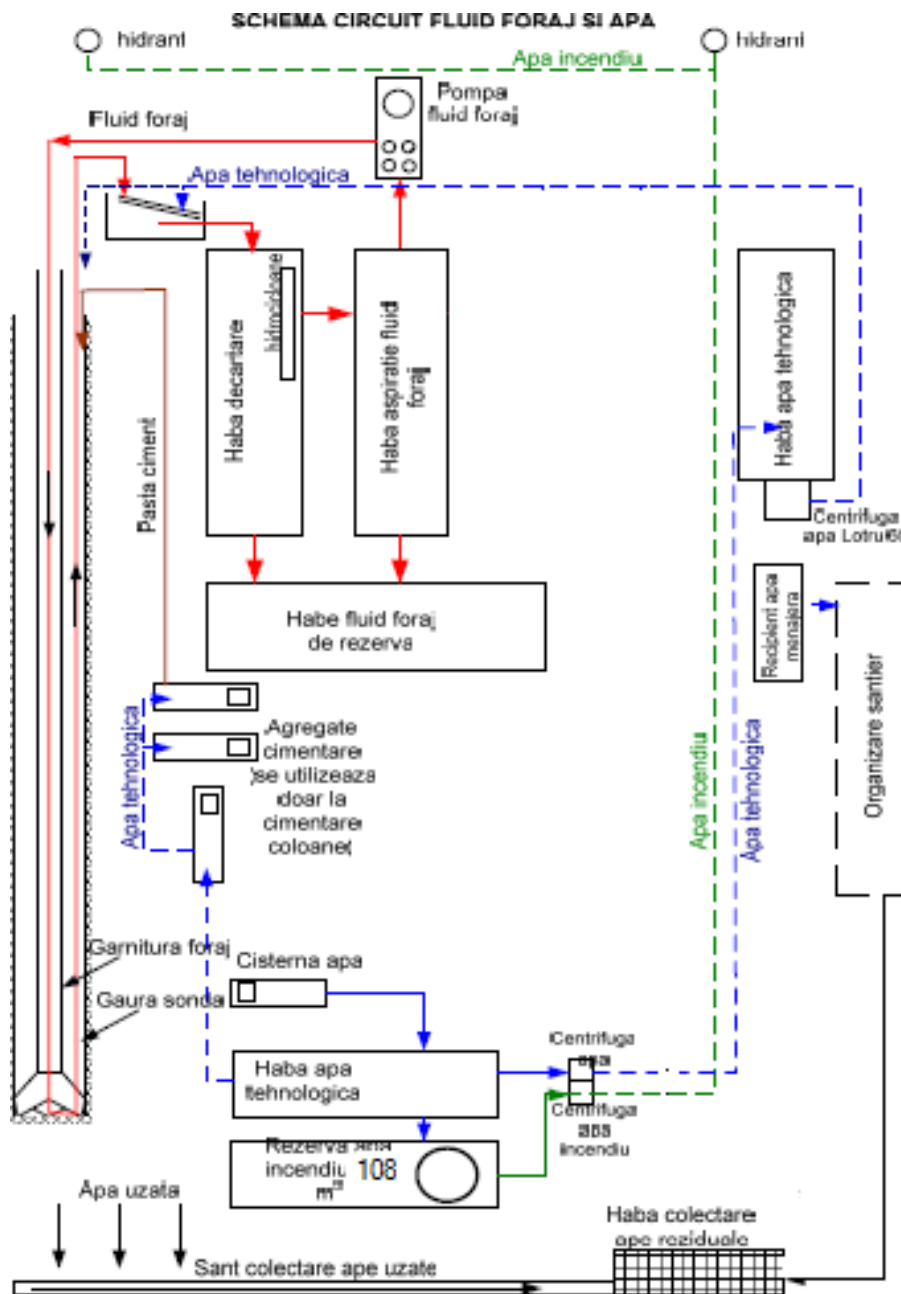 SCHEMA CIRCUIT FLUID FORAJ SI APA
hidrant
hidrant
Apa incendiu
Pompa
fluid foraj
Fluid foraj
Apa tehnologica
Haba decantare
hidrocicloane
Haba aspiratie fluid
foraj
Haba apa tehnologica
Pasta ciment
Centrifuga
apa Lotru 60
Recipient apa
menajera
Habe fluid foraj
de rezerva
Organizare santier
Apa tehnologica
Agregate
cimentare
)se utilizeaza
doar la
cimentare
coloane(
Apa incendiu
Apa tehnologica
Garnitura foraj
Gaura sonda
Cisterna apa
Haba apa
tehnologica
Centrifuga
apa
Centrifuga
apa
incendiu
Rezerva apa
incendiu 108
m³
Apa uzata
Haba colectare
ape reziduale
Sant colectare ape uzate